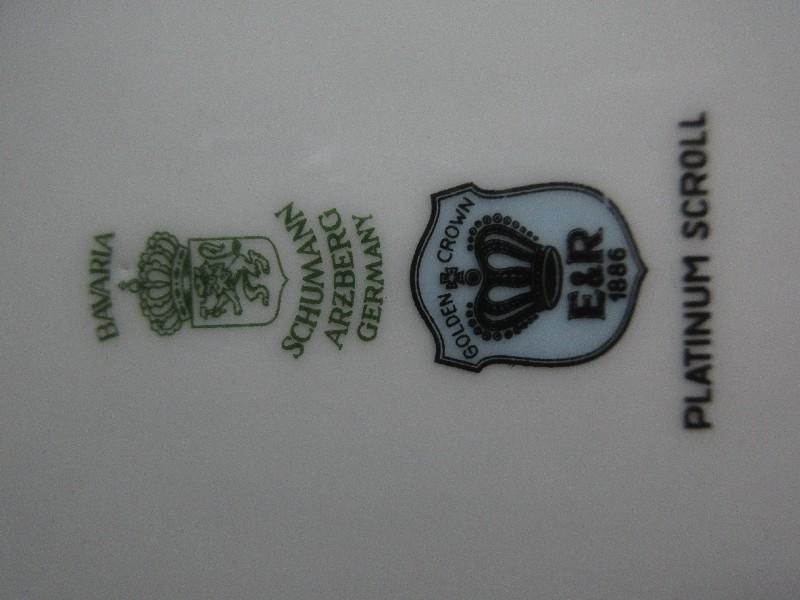 BAVARIA
SCHUMANN
ARZBERG
GERMANY
GOLDEN CROWN
E&R
1886
PLATINUM SCROLL